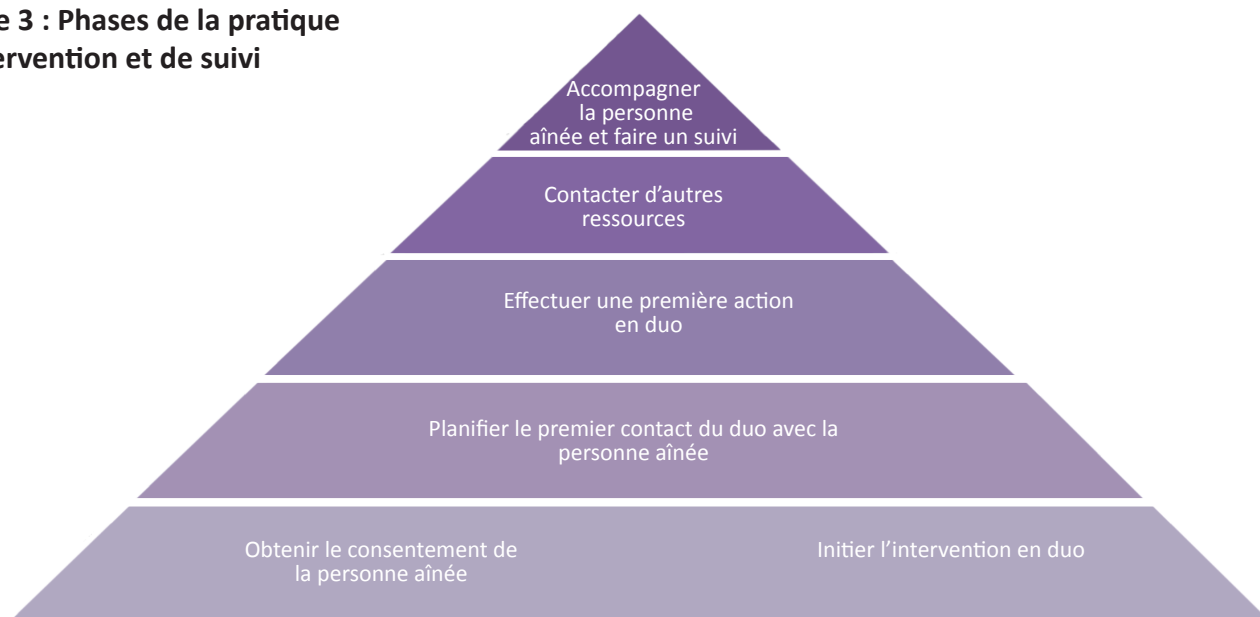 e 3 : Phases de la pratique
ervention et de suivi
Accompagner
la personne
aînée et faire un suivi
Contacter d'autres
ressources
Effectuer une première action
en duo
Planifier le premier contact du duo avec la
personne aînée
Obtenir le consentement de
la personne aînée
Initier l'intervention en duo